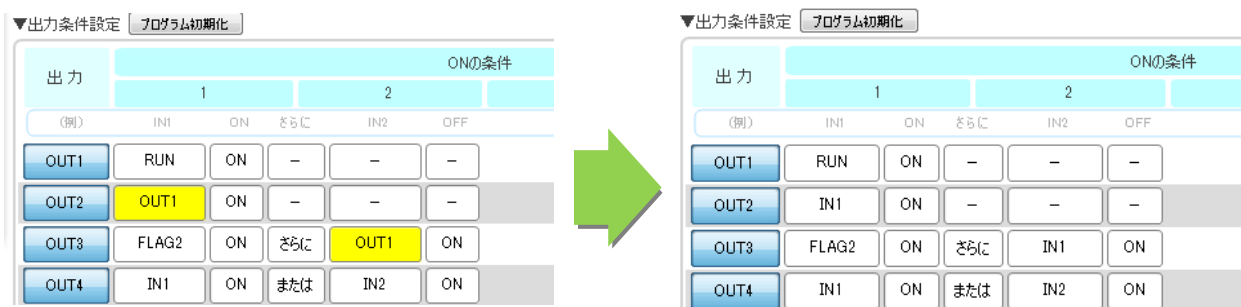 ▼出力条件設定 プログラム初期化
出力 ONの条件
1 2
(例) IN1 ON さらに IN2 OFF
OUT1 RUN ON － － －
OUT2 OUT1 ON － － －
OUT3 FLAG2 ON さらに OUT1 ON
OUT4 IN1 ON または IN2 ON
▼出力条件設定 プログラム初期化
出力 ONの条件
1 2
(例) IN1 ON さらに IN2 OFF
OUT1 RUN ON － － －
OUT2 IN1 ON － － －
OUT3 FLAG2 ON さらに IN1 ON
OUT4 IN1 ON または IN2 ON